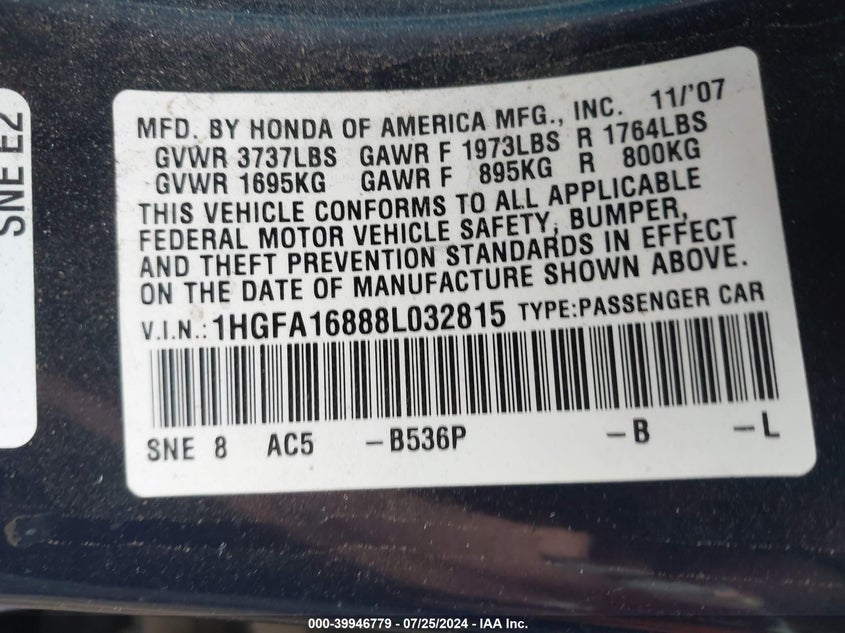 SNE E2
MFD. BY HONDA OF AMERICA MFG., INC. 11/'07
GVWR 3737LBS GAWR F 1973LBS R 1764LBS
GVWR 1695KG GAWR F 895KG R 800KG
THIS VEHICLE CONFORMS TO ALL APPLICABLE
FEDERAL MOTOR VEHICLE SAFETY, BUMPER,
AND THEFT PREVENTION STANDARDS IN EFFECT
ON THE DATE OF MANUFACTURE SHOWN ABOVE.
V.I.N.: 1HGFA16888L032815 TYPE:PASSENGER CAR
SNE 8 AC5 -B536P -B -L
000-39946779 - 07/25/2024 - IAA Inc.